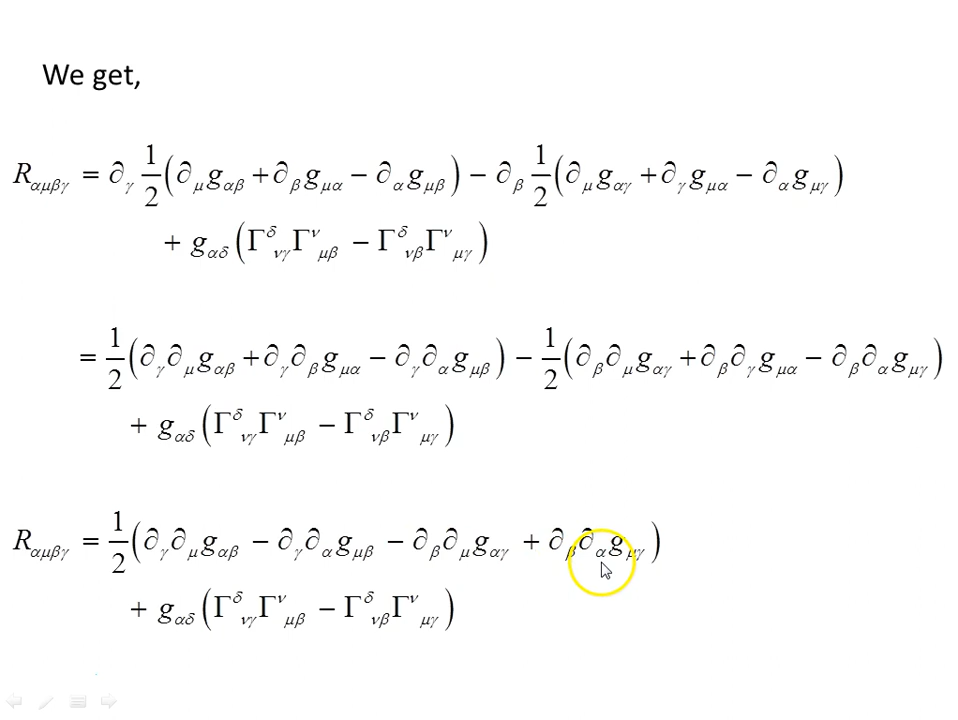 We get,
R_{αμβγ} = ∂_γ \frac{1}{2} (∂_μ g_{αβ} + ∂_β g_{μα} − ∂_α g_{μβ}) − ∂_β \frac{1}{2} (∂_μ g_{αγ} + ∂_γ g_{μα} − ∂_α g_{μγ})
+ g_{αδ} (Γ^δ_{νγ} Γ^ν_{μβ} − Γ^δ_{νβ} Γ^ν_{μγ})
= \frac{1}{2} (∂_γ ∂_μ g_{αβ} + ∂_γ ∂_β g_{μα} − ∂_γ ∂_α g_{μβ}) − \frac{1}{2} (∂_β ∂_μ g_{αγ} + ∂_β ∂_γ g_{μα} − ∂_β ∂_α g_{μγ})
+ g_{αδ} (Γ^δ_{νγ} Γ^ν_{μβ} − Γ^δ_{νβ} Γ^ν_{μγ})
R_{αμβγ} = \frac{1}{2} (∂_γ ∂_μ g_{αβ} − ∂_γ ∂_α g_{μβ} − ∂_β ∂_μ g_{αγ} + ∂_β ∂_α g_{μγ})
+ g_{αδ} (Γ^δ_{νγ} Γ^ν_{μβ} − Γ^δ_{νβ} Γ^ν_{μγ})